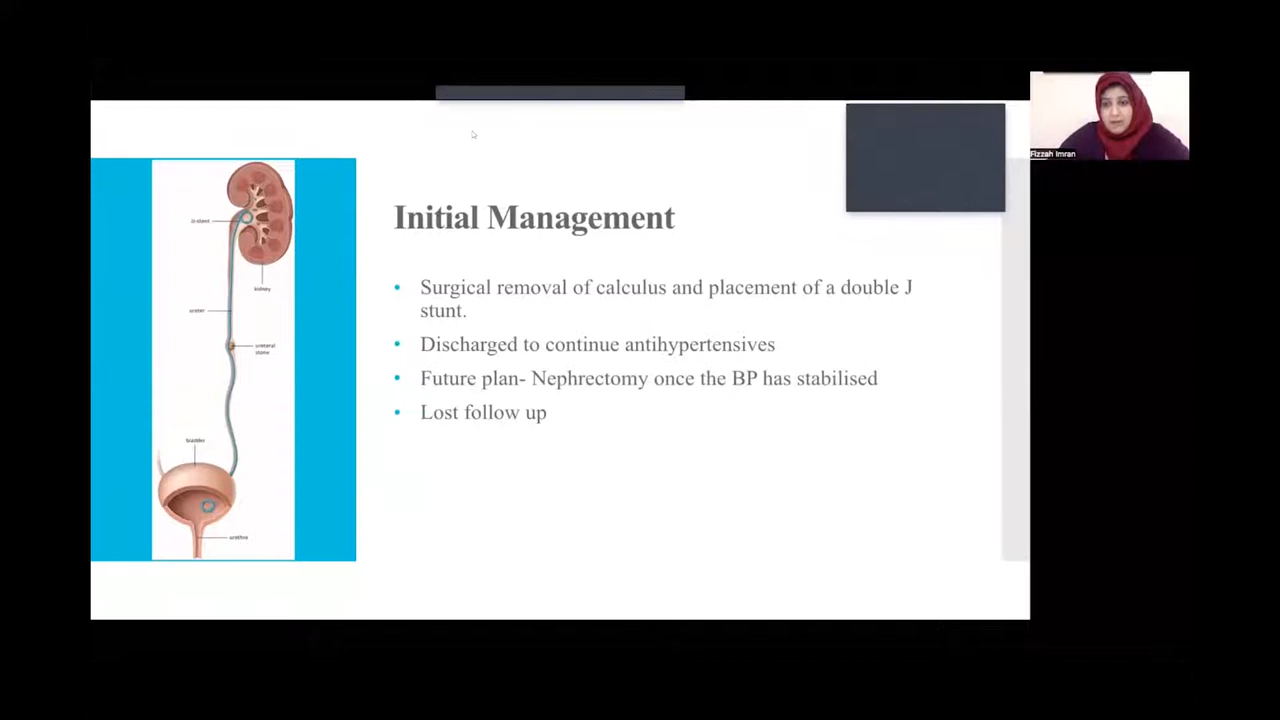 Fizzah Imran
JJ-stent
kidney
ureter
ureteral
stone
bladder
urethra
Initial Management
• Surgical removal of calculus and placement of a double J
stunt.
• Discharged to continue antihypertensives
• Future plan- Nephrectomy once the BP has stabilised
• Lost follow up